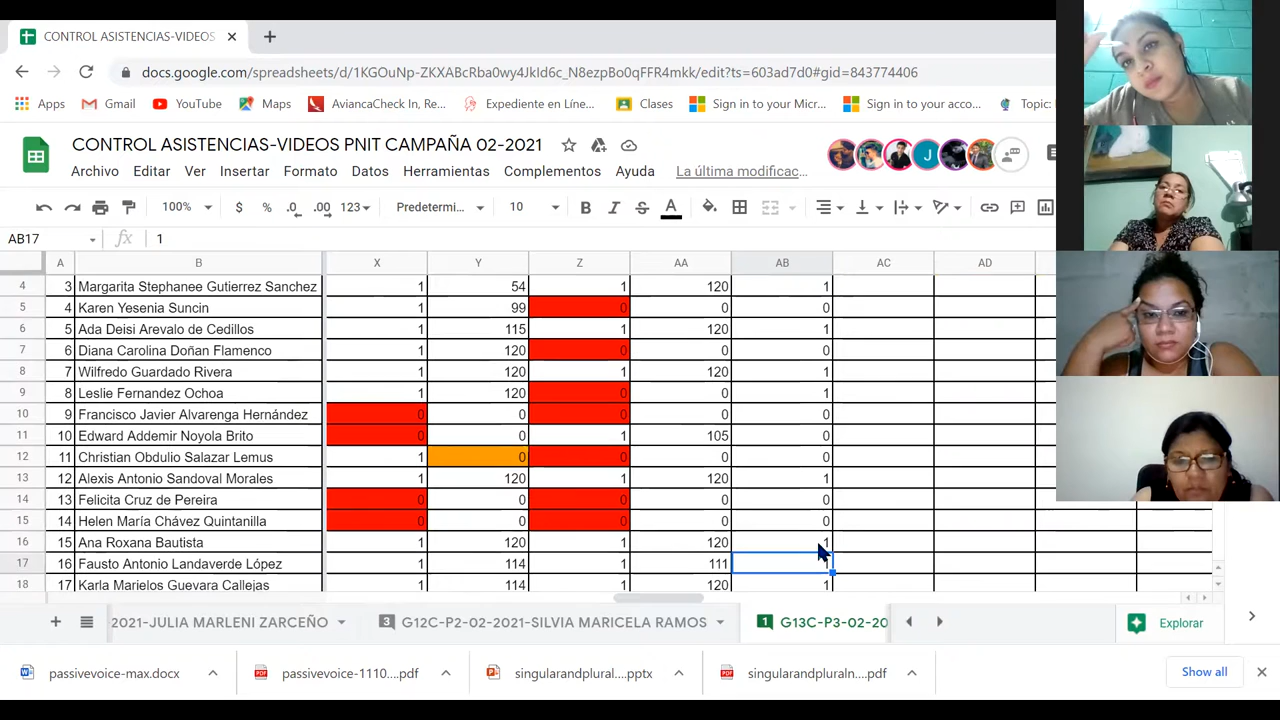 CONTROL ASISTENCIAS-VIDEOS
docs.google.com/spreadsheets/d/1KGOuNp-ZKXABcRba0wy4Jkld6c_N8ezpBo0qFFR4mkk/edit?ts=603ad7d0#gid=843774406
Apps Gmail YouTube Maps AviancaCheck In, Re... Expediente en Líne... Clases Sign in to your Micr... Sign in to your acco... Topic:
CONTROL ASISTENCIAS-VIDEOS PNIT CAMPAÑA 02-2021
J
Archivo Editar Ver Insertar Formato Datos Herramientas Complementos Ayuda La última modificac...
100% $ % .0 .00 123 Predetermi... 10 B I S A
AB17 fx 1
A B X Y Z AA AB AC AD
4 3 Margarita Stephanee Gutierrez Sanchez 1 54 1 120 1
5 4 Karen Yesenia Suncin 1 99 0 0 0
6 5 Ada Deisi Arevalo de Cedillos 1 115 1 120 1
7 6 Diana Carolina Doñan Flamenco 1 120 0 0 0
8 7 Wilfredo Guardado Rivera 1 120 1 120 1
9 8 Leslie Fernandez Ochoa 1 120 0 0 1
10 9 Francisco Javier Alvarenga Hernández 0 0 0 0 0
11 10 Edward Addemir Noyola Brito 0 0 1 105 0
12 11 Christian Obdulio Salazar Lemus 1 0 0 0 0
13 12 Alexis Antonio Sandoval Morales 1 120 1 120 1
14 13 Felicita Cruz de Pereira 0 0 0 0 0
15 14 Helen María Chávez Quintanilla 0 0 0 0 0
16 15 Ana Roxana Bautista 1 120 1 120 1
17 16 Fausto Antonio Landaverde López 1 114 1 111
18 17 Karla Marielos Guevara Callejas 1 114 1 120 1
2021-JULIA MARLENI ZARCEÑO 3 G12C-P2-02-2021-SILVIA MARICELA RAMOS 1 G13C-P3-02-20 Explorar
passivevoice-max.docx passivevoice-1110....pdf singularandplural....pptx singularandpluraln....pdf Show all